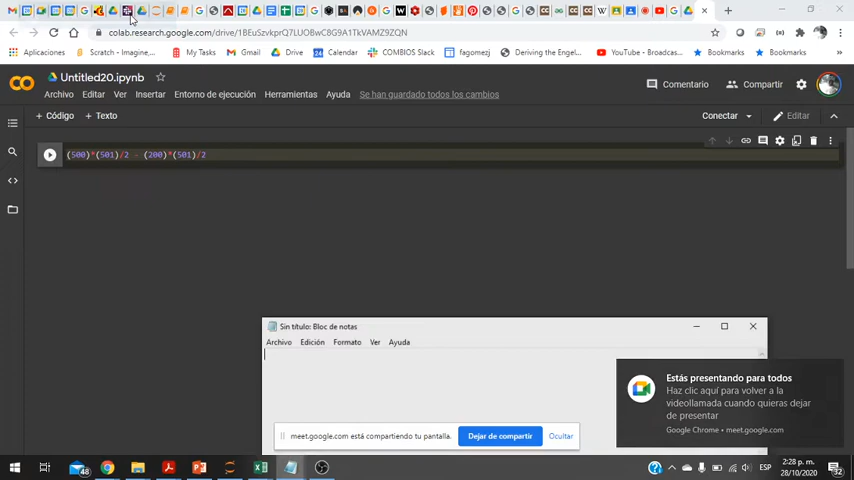 colab.research.google.com/drive/1BEuSzvkprQ7LUOBwC8G9A1TkVAMZ9ZQN
Aplicaciones Scratch - Imagine,... My Tasks Gmail Drive Calendar COMBIOS Slack fagomezj Deriving the Engel... YouTube - Broadcas... Bookmarks Bookmarks
Untitled20.ipynb
Comentario Compartir
Archivo Editar Ver Insertar Entorno de ejecución Herramientas Ayuda Se han guardado todos los cambios
+ Código + Texto Conectar Editar
(500)*(501)/2 - (200)*(501)/2
Sin título: Bloc de notas
Archivo Edición Formato Ver Ayuda
Estás presentando para todos
Haz clic aquí para volver a la
videollamada cuando quieras dejar
de presentar
Google Chrome • meet.google.com
meet.google.com está compartiendo tu pantalla. Dejar de compartir Ocultar
48
ESP
2:28 p. m.
28/10/2020
32